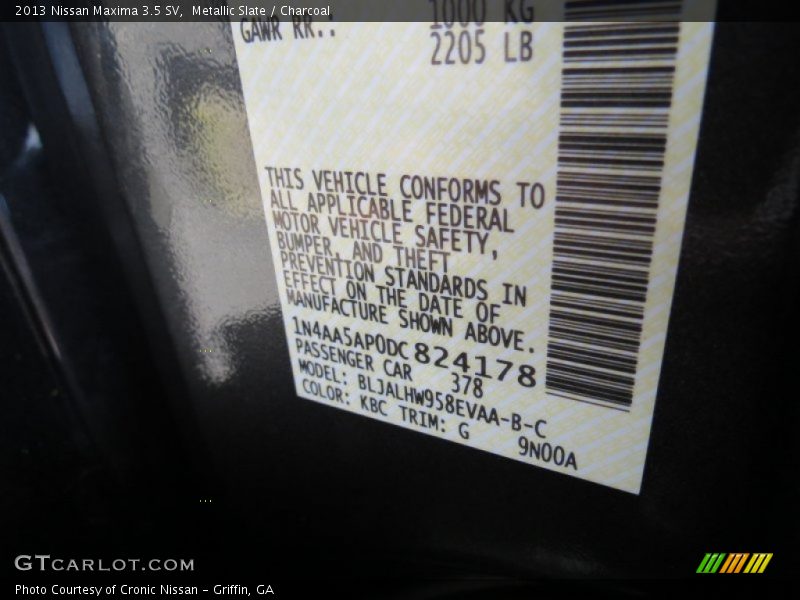 2013 Nissan Maxima 3.5 SV, Metallic Slate / Charcoal
1000 KG
GAWR RR.:
2205 LB
THIS VEHICLE CONFORMS TO
ALL APPLICABLE FEDERAL
MOTOR VEHICLE SAFETY,
BUMPER, AND THEFT
PREVENTION STANDARDS IN
EFFECT ON THE DATE OF
MANUFACTURE SHOWN ABOVE.
1N4AA5AP0DC824178
PASSENGER CAR 378
MODEL: BLJALHW958EVAA-B-C
COLOR: KBC TRIM: G 9N00A
GTCARLOT.COM
Photo Courtesy of Cronic Nissan – Griffin, GA